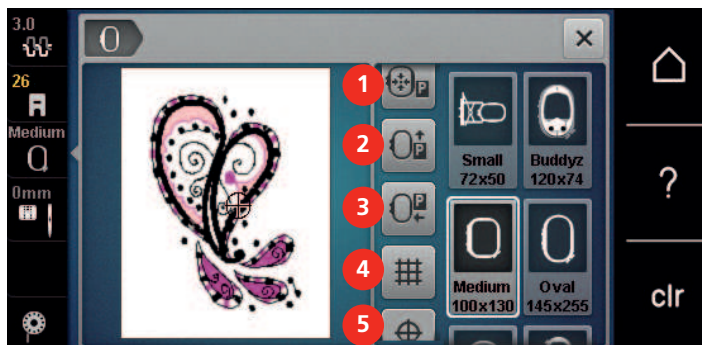 3.0
26
Medium
0mm
1
P
2
P
3
P
4
5
Small
72x50
Buddyz
120x74
Medium
100x130
Oval
145x255
?
clr